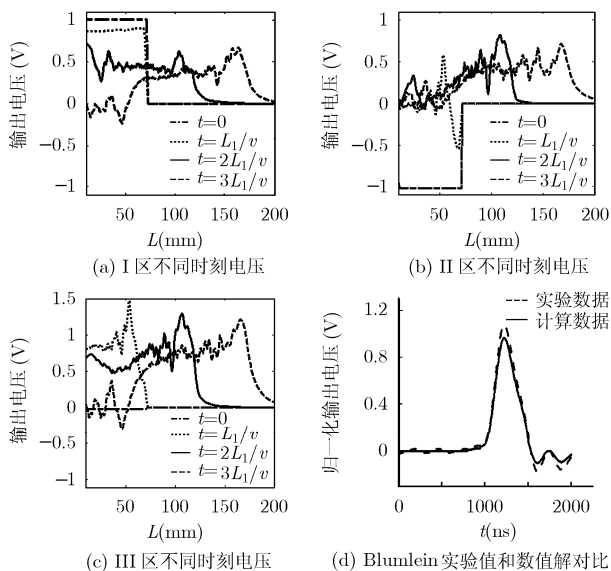 输出电压 (V)
1
0.5
0
−0.5
−1
t=0
t=L₁/v
t=2L₁/v
t=3L₁/v
50 100 150 200
L(mm)
(a) I 区不同时刻电压
输出电压 (V)
1
0.5
0
−0.5
−1
t=0
t=L₁/v
t=2L₁/v
t=3L₁/v
50 100 150 200
L(mm)
(b) II 区不同时刻电压
输出电压 (V)
1.5
1
0.5
0
−0.5
−1
t=0
t=L₁/v
t=2L₁/v
t=3L₁/v
50 100 150 200
L(mm)
(c) III 区不同时刻电压
归一化输出电压 (V)
1.2
0.8
0.4
0
实验数据
计算数据
0 1000 2000
t(ns)
(d) Blumlein 实验值和数值解对比